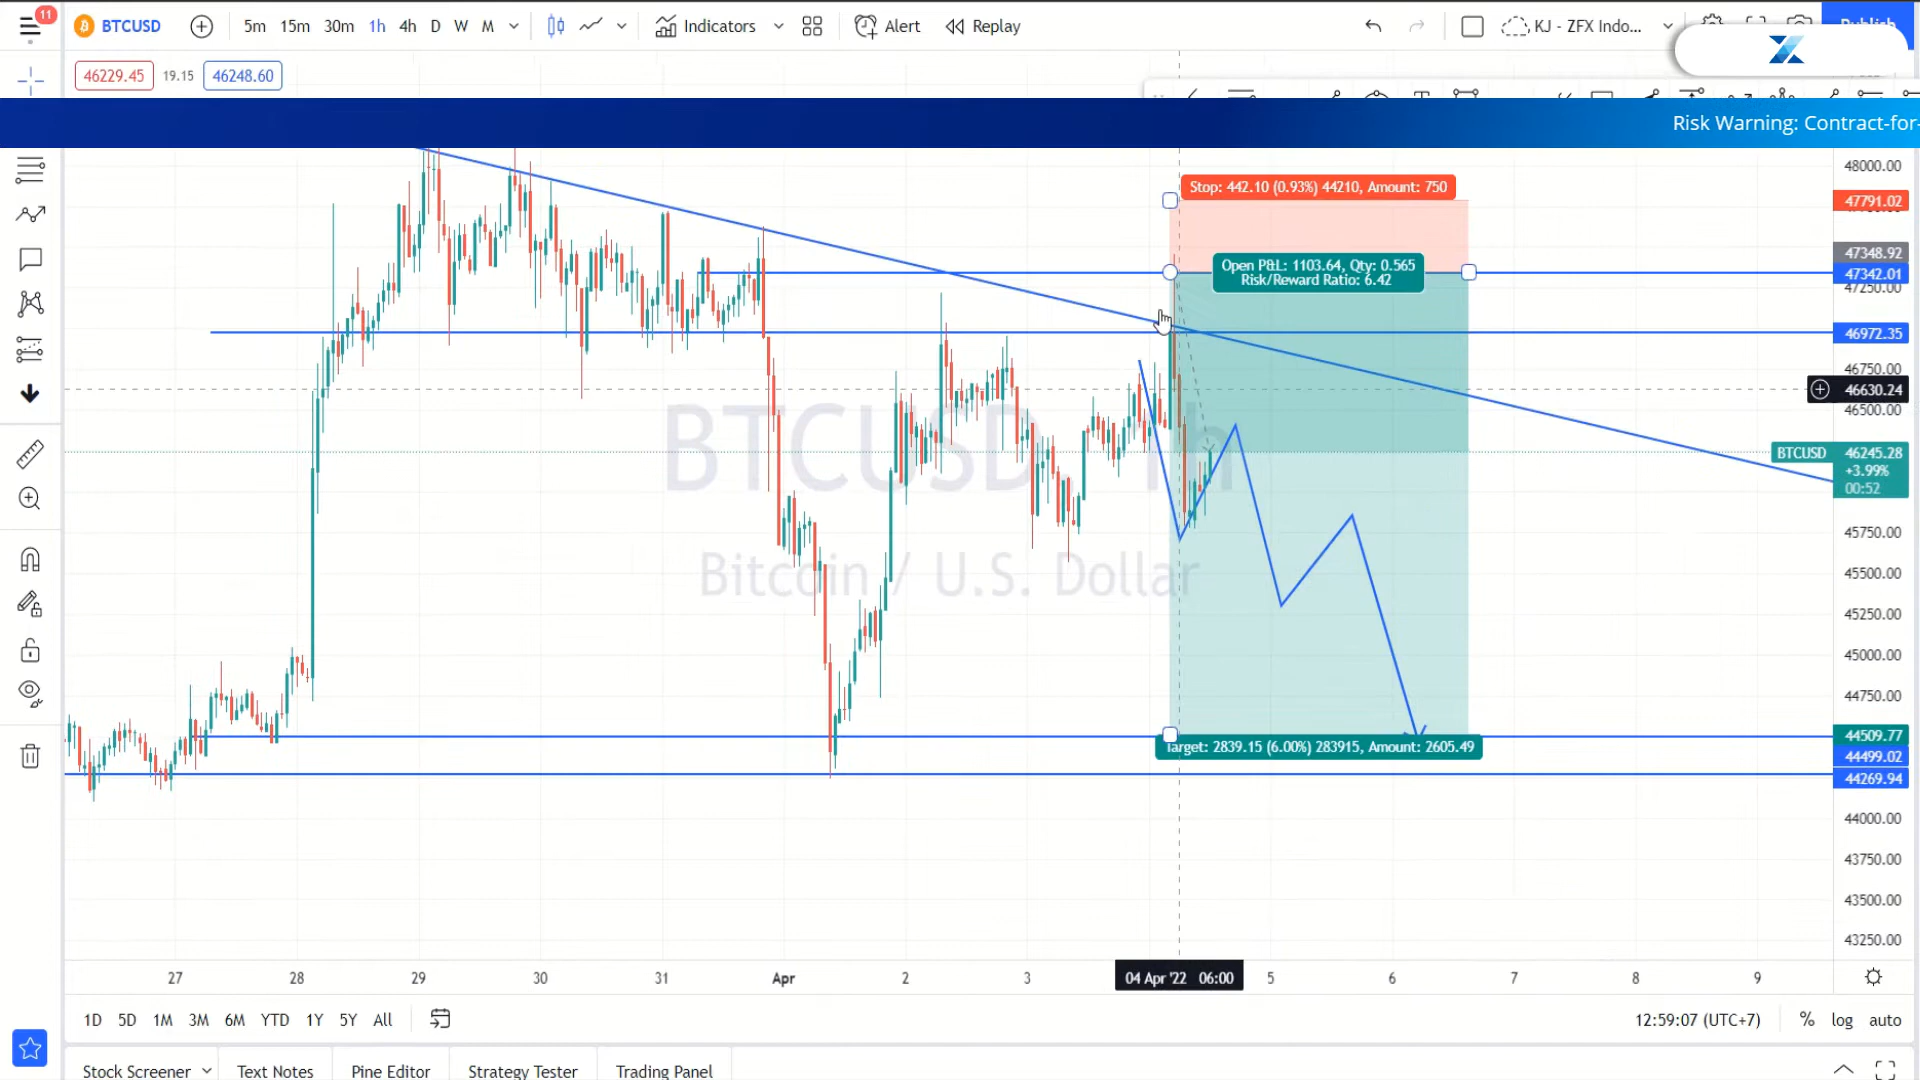 11
BTCUSD
5m 15m 30m 1h 4h D W M
Indicators
Alert
Replay
KJ - ZFX Indo...
46229.45 19.15 46248.60
Risk Warning: Contract-for-
48000.00
Stop: 442.10 (0.93%) 44210, Amount: 750
47791.02
47348.92
Open P&L: 1103.64, Qty: 0.565
Risk/Reward Ratio: 6.42
47342.01
47250.00
46972.35
46750.00
46630.24
46500.00
BTCUSD 46245.28
+3.99%
00:52
BTCUSD, 1h
Bitcoin / U.S. Dollar
45750.00
45500.00
45250.00
45000.00
44750.00
44509.77
Target: 2839.15 (6.00%) 283915, Amount: 2605.49
44499.02
44269.94
44000.00
43750.00
43500.00
43250.00
27 28 29 30 31 Apr 2 3 04 Apr '22 06:00 5 6 7 8 9
1D 5D 1M 3M 6M YTD 1Y 5Y All
12:59:07 (UTC+7) % log auto
Stock Screener Text Notes Pine Editor Strategy Tester Trading Panel